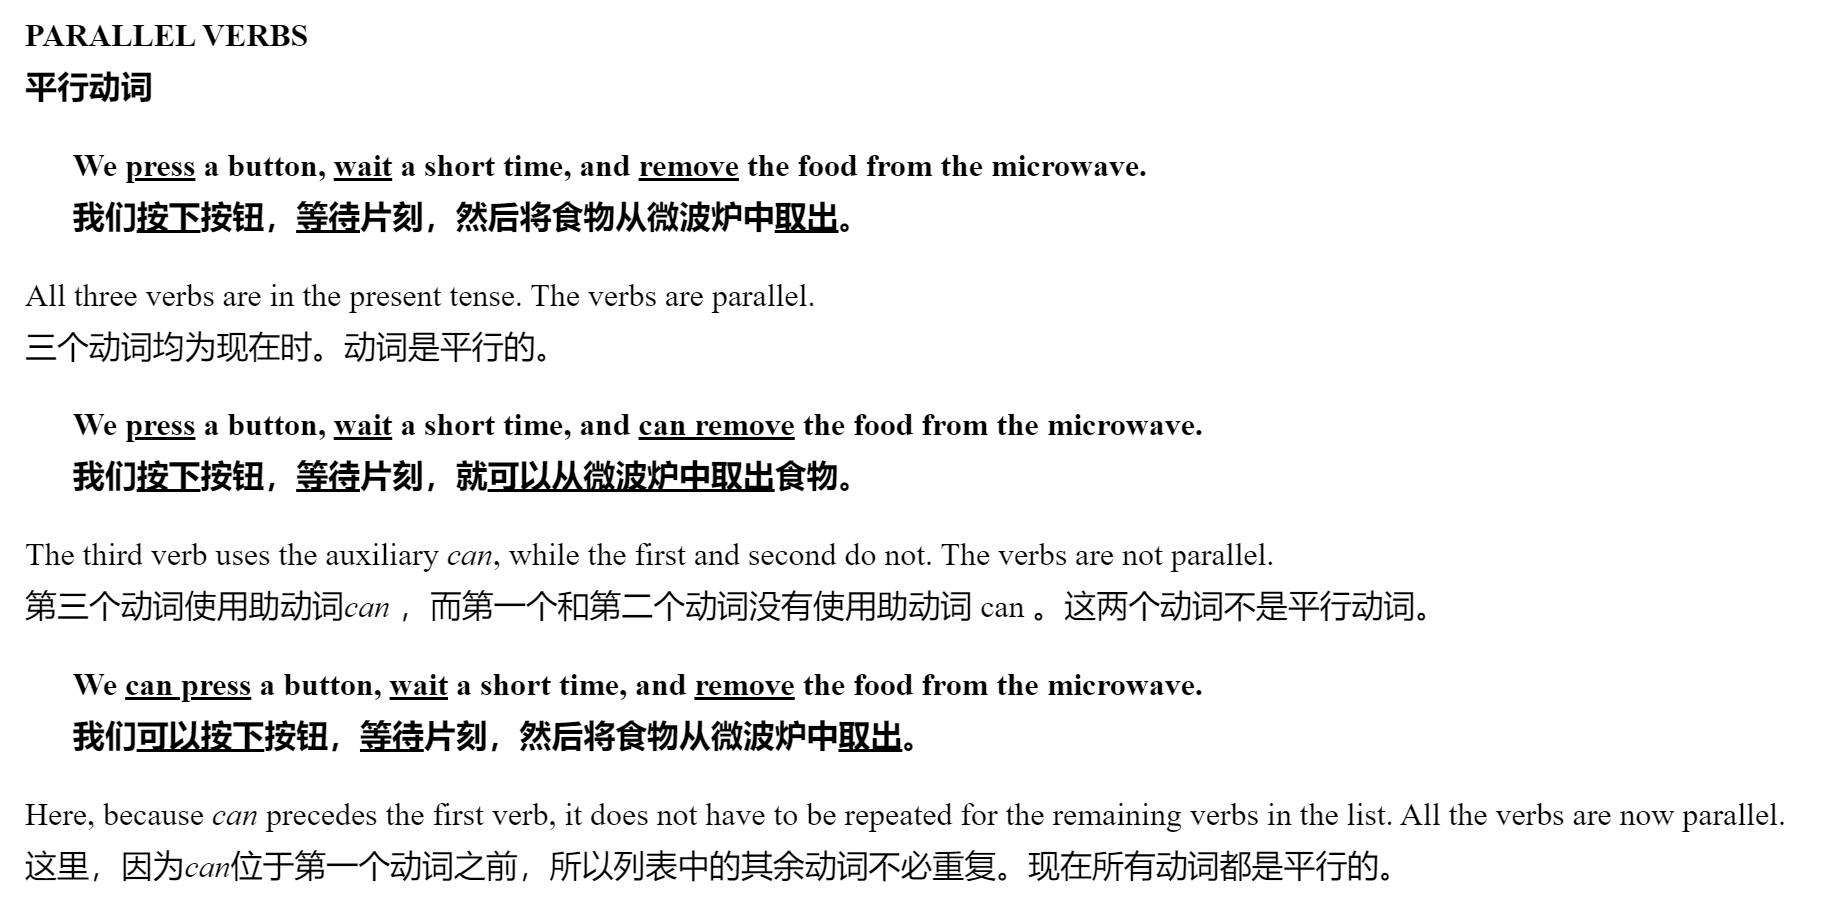 PARALLEL VERBS
平行动词
We press a button, wait a short time, and remove the food from the microwave.
我们按下按钮，等待片刻，然后将食物从微波炉中取出。
All three verbs are in the present tense. The verbs are parallel.
三个动词均为现在时。动词是平行的。
We press a button, wait a short time, and can remove the food from the microwave.
我们按下按钮，等待片刻，就可以从微波炉中取出食物。
The third verb uses the auxiliary can, while the first and second do not. The verbs are not parallel.
第三个动词使用助动词can ，而第一个和第二个动词没有使用助动词 can 。这两个动词不是平行动词。
We can press a button, wait a short time, and remove the food from the microwave.
我们可以按下按钮，等待片刻，然后将食物从微波炉中取出。
Here, because can precedes the first verb, it does not have to be repeated for the remaining verbs in the list. All the verbs are now parallel.
这里，因为can位于第一个动词之前，所以列表中的其余动词不必重复。现在所有动词都是平行的。